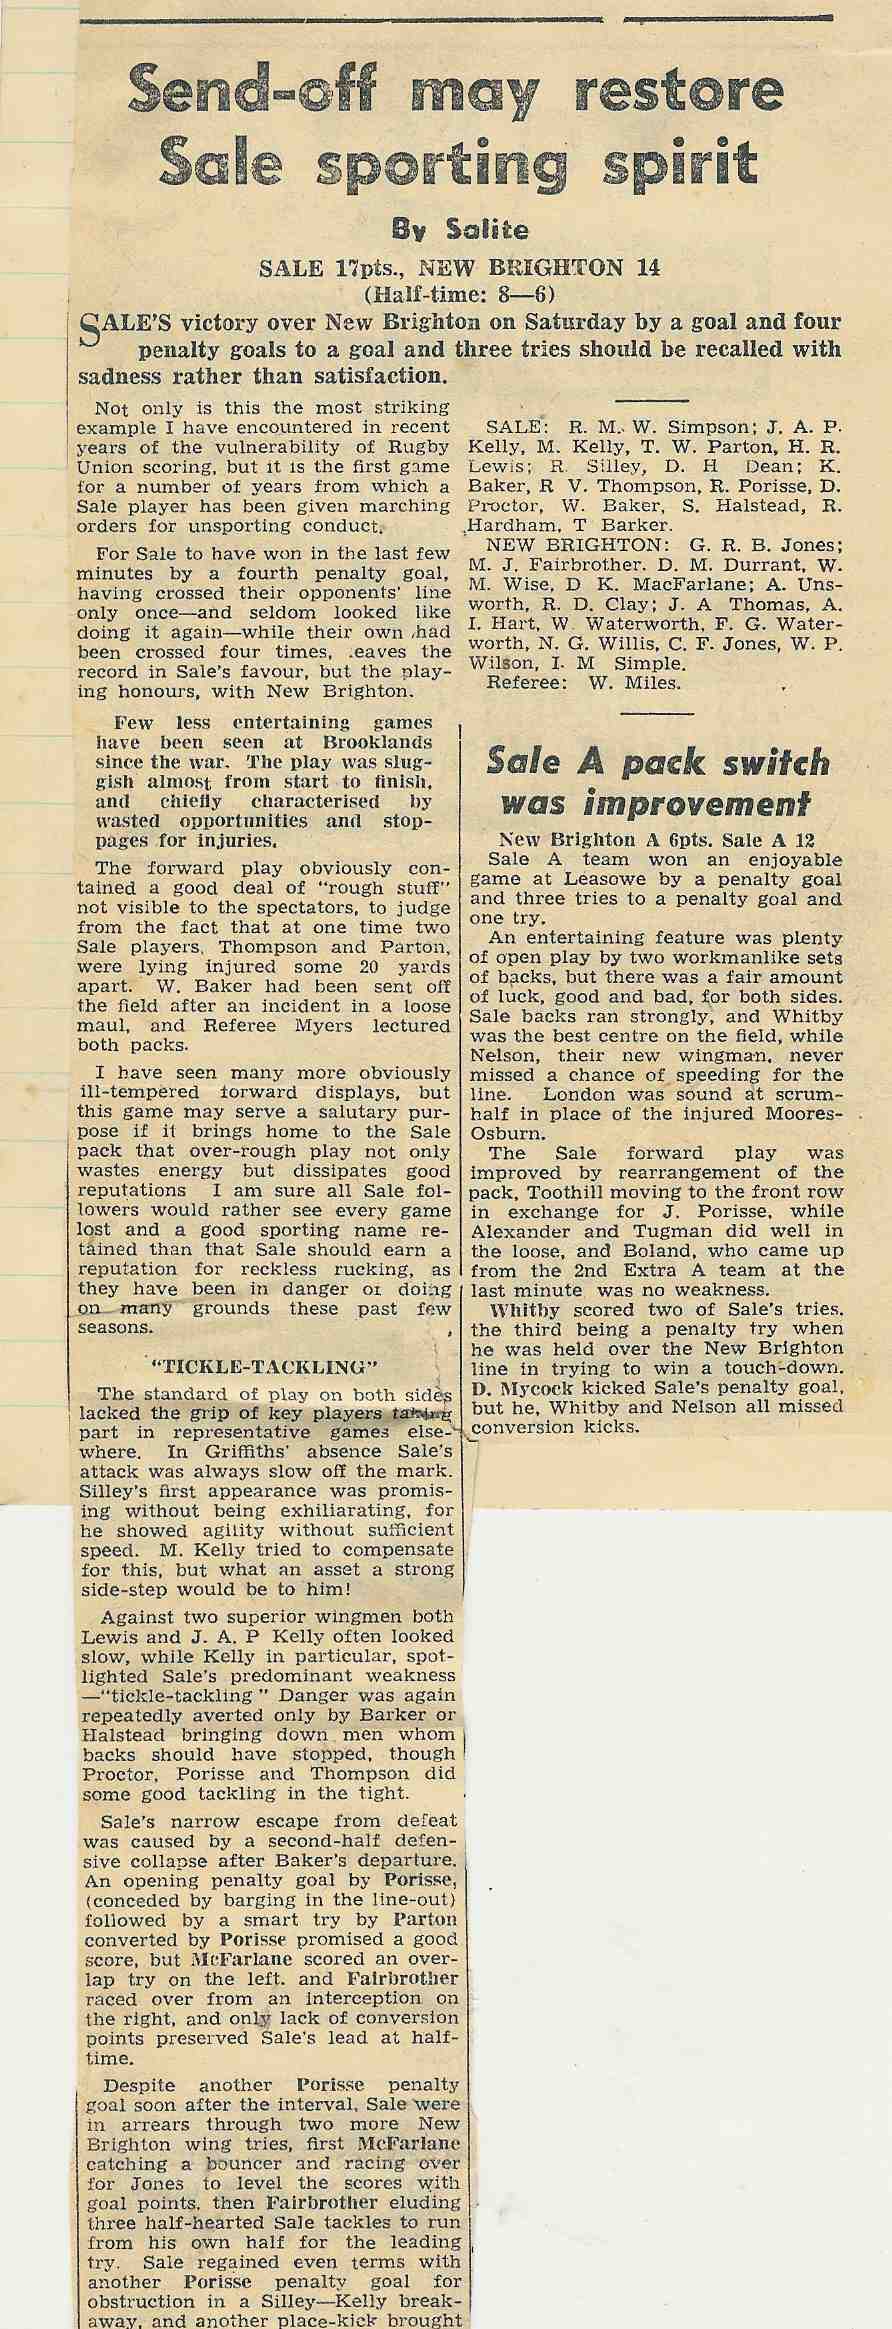 Send-off may restore
Sale sporting spirit
By Salite
SALE 17pts., NEW BRIGHTON 14
(Half-time: 8—6)
SALE'S victory over New Brighton on Saturday by a goal and four
penalty goals to a goal and three tries should be recalled with
sadness rather than satisfaction.
Not only is this the most striking
example I have encountered in recent
years of the vulnerability of Rugby
Union scoring, but it is the first game
for a number of years from which a
Sale player has been given marching
orders for unsporting conduct.
For Sale to have won in the last few
minutes by a fourth penalty goal,
having crossed their opponents' line
only once—and seldom looked like
doing it again—while their own had
been crossed four times, .eaves the
record in Sale's favour, but the play-
ing honours, with New Brighton.
Few less entertaining games
have been seen at Brooklands
since the war. The play was slug-
gish almost from start to finish,
and chiefly characterised by
wasted opportunities and stop-
pages for injuries.
The forward play obviously con-
tained a good deal of "rough stuff"
not visible to the spectators, to judge
from the fact that at one time two
Sale players, Thompson and Parton,
were lying injured some 20 yards
apart. W. Baker had been sent off
the field after an incident in a loose
maul, and Referee Myers lectured
both packs.
I have seen many more obviously
ill-tempered forward displays, but
this game may serve a salutary pur-
pose if it brings home to the Sale
pack that over-rough play not only
wastes energy but dissipates good
reputations I am sure all Sale fol-
lowers would rather see every game
lost and a good sporting name re-
tained than that Sale should earn a
reputation for reckless rucking, as
they have been in danger of doing
on many grounds these past few
seasons.
"TICKLE-TACKLING"
The standard of play on both sides
lacked the grip of key players taking
part in representative games else-
where. In Griffiths' absence Sale's
attack was always slow off the mark.
Silley's first appearance was promis-
ing without being exhiliarating, for
he showed agility without sufficient
speed. M. Kelly tried to compensate
for this, but what an asset a strong
side-step would be to him!
Against two superior wingmen both
Lewis and J. A. P Kelly often looked
slow, while Kelly in particular, spot-
lighted Sale's predominant weakness
—"tickle-tackling" Danger was again
repeatedly averted only by Barker or
Halstead bringing down men whom
backs should have stopped, though
Proctor, Porisse and Thompson did
some good tackling in the tight.
Sale's narrow escape from defeat
was caused by a second-half defen-
sive collapse after Baker's departure.
An opening penalty goal by Porisse,
(conceded by barging in the line-out)
followed by a smart try by Parton
converted by Porisse promised a good
score, but McFarlane scored an over-
lap try on the left. and Fairbrother
raced over from an interception on
the right, and only lack of conversion
points preserved Sale's lead at half-
time.
Despite another Porisse penalty
goal soon after the interval, Sale were
in arrears through two more New
Brighton wing tries, first McFarlane
catching a bouncer and racing over
for Jones to level the scores with
goal points, then Fairbrother eluding
three half-hearted Sale tackles to run
from his own half for the leading
try. Sale regained even terms with
another Porisse penalty goal for
obstruction in a Silley—Kelly break-
away, and another place-kick brought
SALE: R. M. W. Simpson; J. A. P.
Kelly, M. Kelly, T. W. Parton, H. R.
Lewis; R. Silley, D. H Dean; K.
Baker, R V. Thompson, R. Porisse, D.
Proctor, W. Baker, S. Halstead, R.
Hardham, T Barker.
NEW BRIGHTON: G. R. B. Jones;
M. J. Fairbrother. D. M. Durrant, W.
M. Wise, D K. MacFarlane; A. Uns-
worth, R. D. Clay; J. A Thomas, A.
I. Hart, W. Waterworth, F. G. Water-
worth, N. G. Willis, C. F. Jones, W. P.
Wilson, I. M Simple.
Referee: W. Miles.
Sale A pack switch
was improvement
New Brighton A 6pts. Sale A 12
Sale A team won an enjoyable
game at Leasowe by a penalty goal
and three tries to a penalty goal and
one try.
An entertaining feature was plenty
of open play by two workmanlike sets
of backs, but there was a fair amount
of luck, good and bad, for both sides.
Sale backs ran strongly, and Whitby
was the best centre on the field, while
Nelson, their new wingman, never
missed a chance of speeding for the
line. London was sound at scrum-
half in place of the injured Moores-
Osburn.
The Sale forward play was
improved by rearrangement of the
pack, Toothill moving to the front row
in exchange for J. Porisse, while
Alexander and Tugman did well in
the loose, and Boland, who came up
from the 2nd Extra A team at the
last minute was no weakness.
Whitby scored two of Sale's tries,
the third being a penalty try when
he was held over the New Brighton
line in trying to win a touch-down.
D. Mycock kicked Sale's penalty goal,
but he, Whitby and Nelson all missed
conversion kicks.